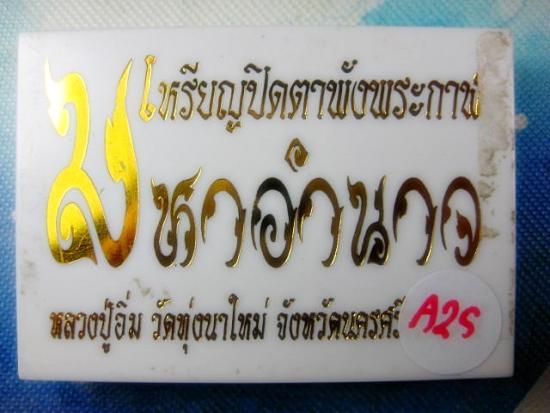 เหรียญปิดตาพังพระกาฬ
มหาอำนาจ
หลวงปู่อิ่ม วัดทุ่งนาใหม่ จังหวัดนครศรี
A25